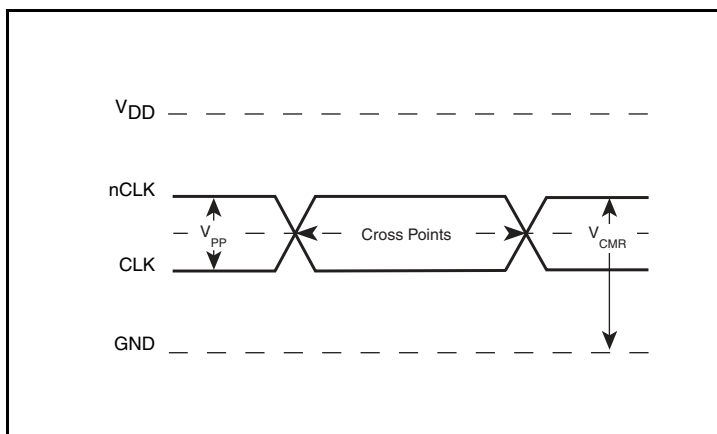 VDD
nCLK
VPP
Cross Points
VCMR
CLK
GND